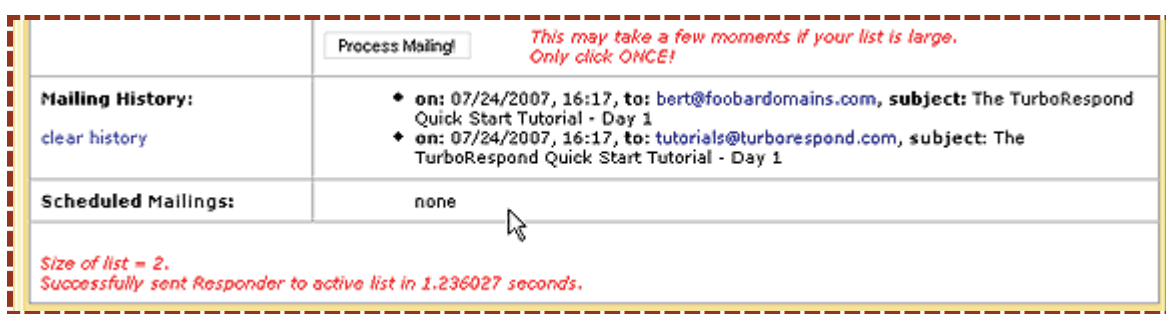 Process Mailing!
This may take a few moments if your list is large.
Only click ONCE!
Mailing History:
clear history
on: 07/24/2007, 16:17, to: bert@foobardomains.com, subject: The TurboRespond
Quick Start Tutorial - Day 1
on: 07/24/2007, 16:17, to: tutorials@turborespond.com, subject: The
TurboRespond Quick Start Tutorial - Day 1
Scheduled Mailings:
none
Size of list = 2.
Successfully sent Responder to active list in 1.236027 seconds.